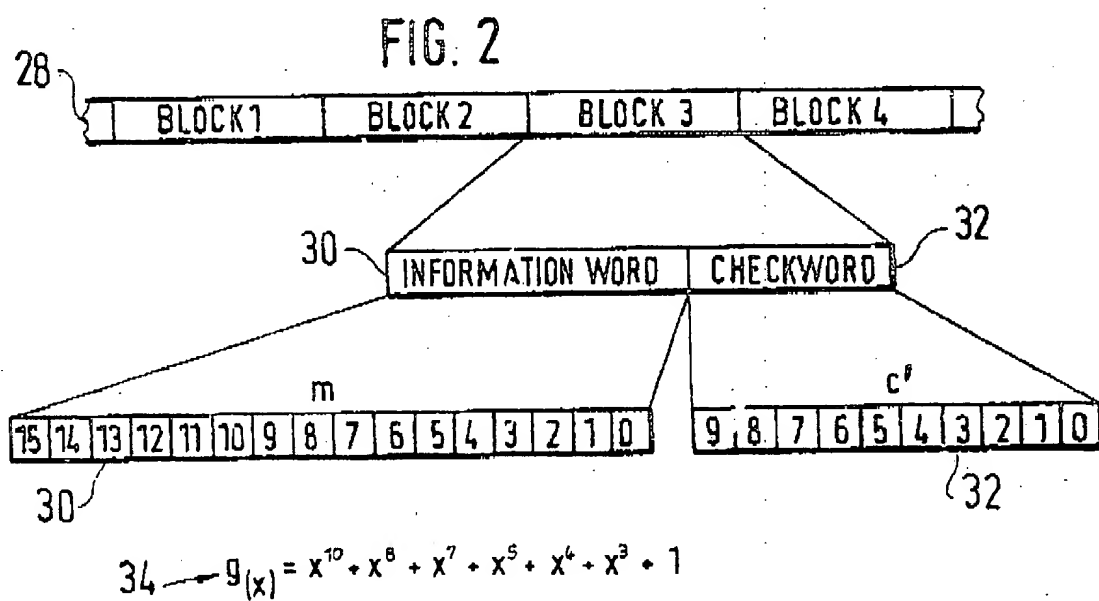 FIG. 2
28
BLOCK 1 BLOCK 2 BLOCK 3 BLOCK 4
30 32
INFORMATION WORD CHECKWORD
m c'
15 14 13 12 11 10 9 8 7 6 5 4 3 2 1 0 9 8 7 6 5 4 3 2 1 0
30 32
34 → g(x) = x¹⁰ + x⁸ + x⁷ + x⁵ + x⁴ + x³ + 1